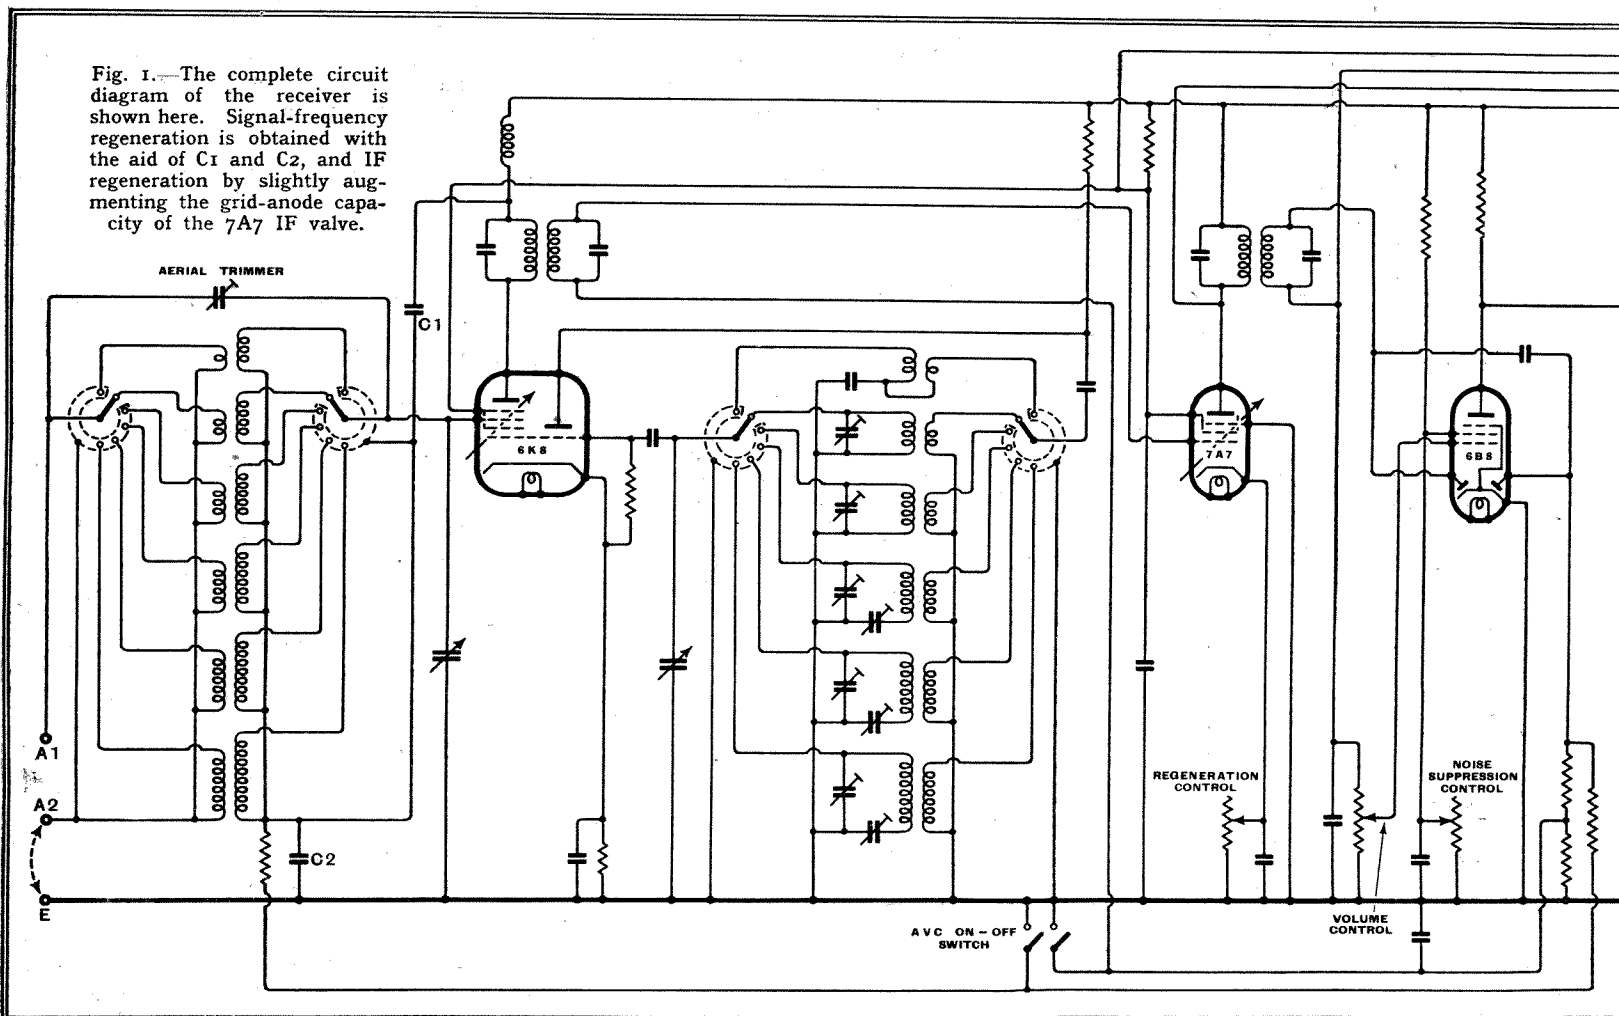 Fig. 1.—The complete circuit
diagram of the receiver is
shown here. Signal-frequency
regeneration is obtained with
the aid of C1 and C2, and IF
regeneration by slightly aug-
menting the grid-anode capa-
city of the 7A7 IF valve.
AERIAL TRIMMER
C1
6K8
7A7
6B8
A1
A2
E
C2
REGENERATION
CONTROL
NOISE
SUPPRESSION
CONTROL
VOLUME
CONTROL
AVC ON – OFF
SWITCH